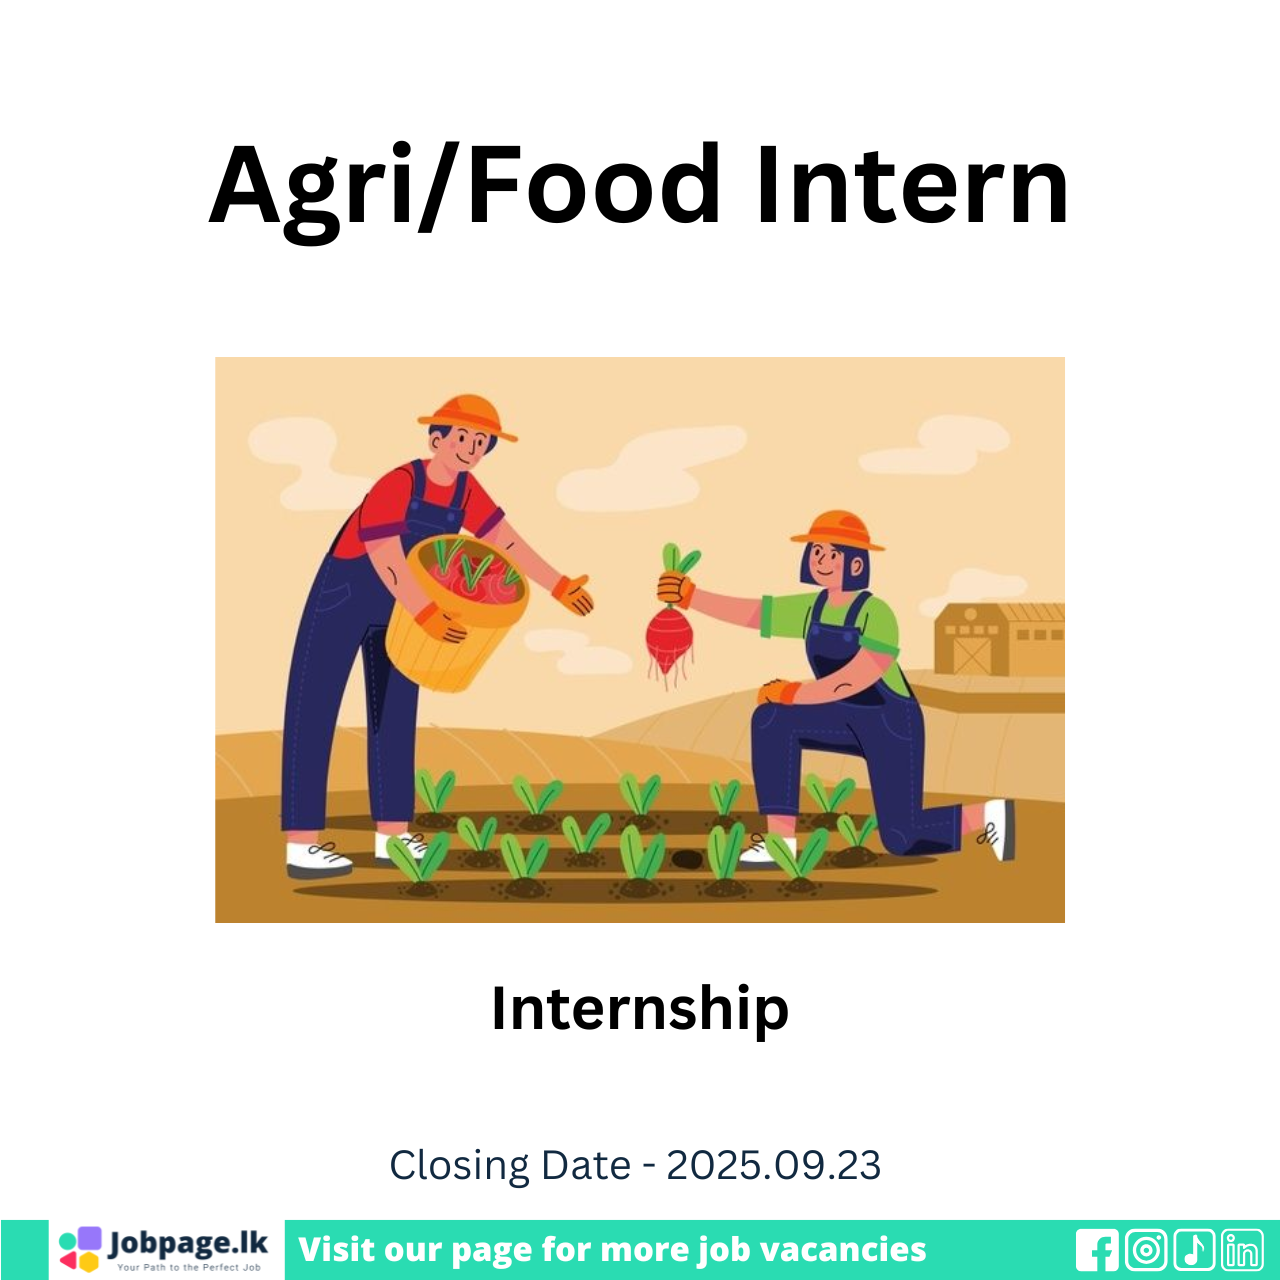 Agri/Food Intern
Internship
Closing Date - 2025.09.23
Jobpage.lk
Your Path to the Perfect Job
Visit our page for more job vacancies